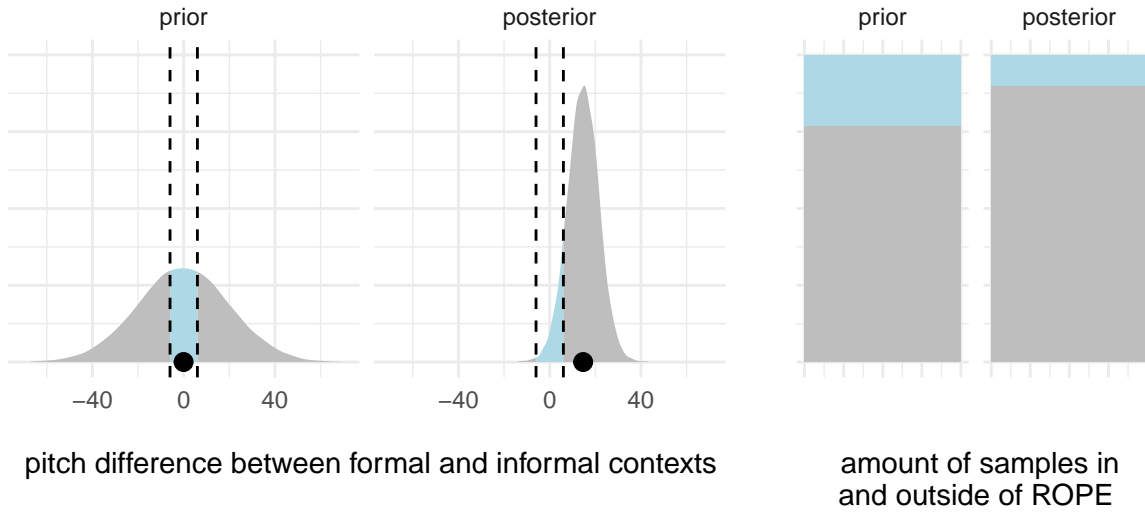 prior
posterior
prior
posterior
−40
0
40
−40
0
40
pitch difference between formal and informal contexts
amount of samples in
and outside of ROPE